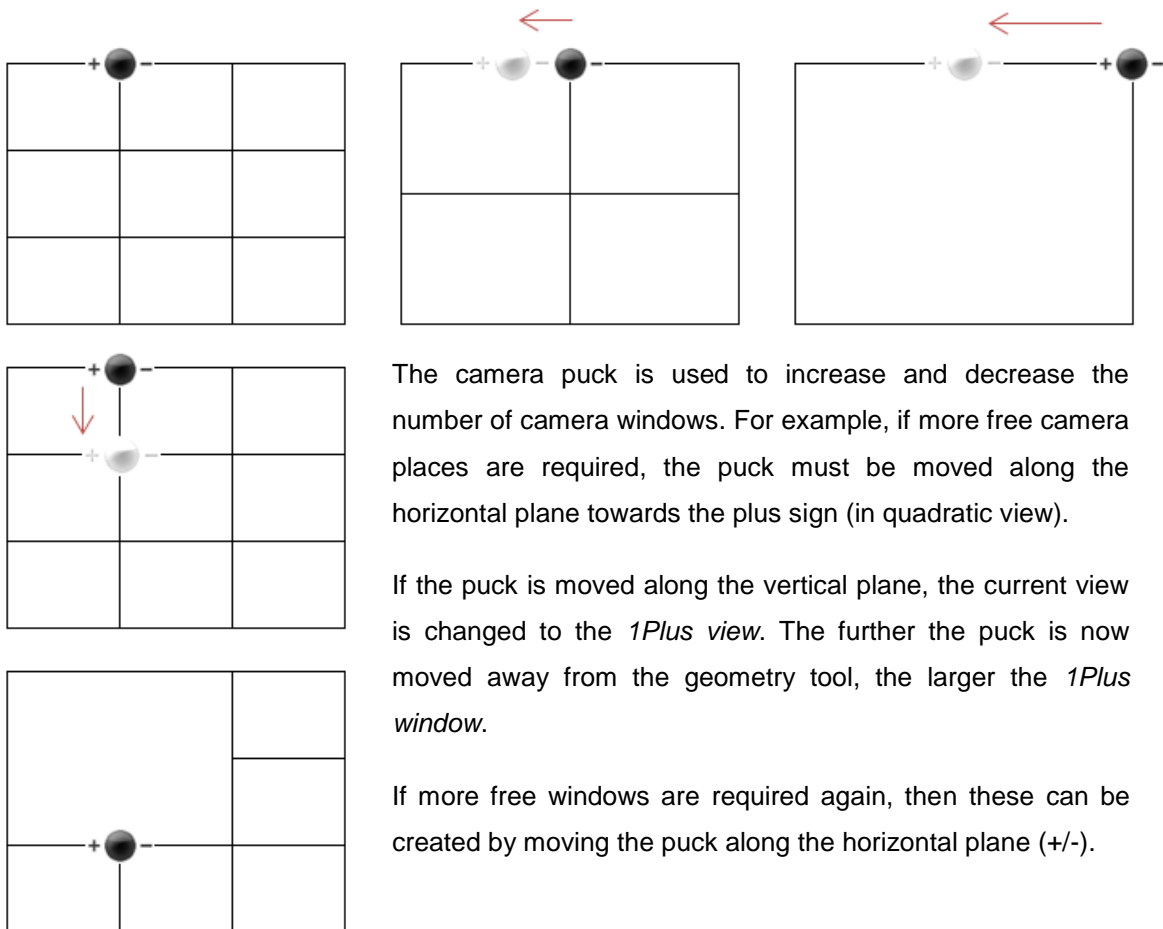 + -
+ - -
+ - + -
+ -
+ -
The camera puck is used to increase and decrease the
number of camera windows. For example, if more free camera
places are required, the puck must be moved along the
horizontal plane towards the plus sign (in quadratic view).
If the puck is moved along the vertical plane, the current view
is changed to the 1Plus view. The further the puck is now
moved away from the geometry tool, the larger the 1Plus
window.
If more free windows are required again, then these can be
created by moving the puck along the horizontal plane (+/-).
+ -